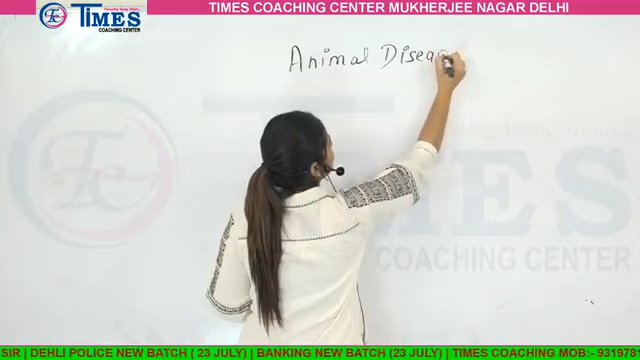 TIMES COACHING CENTER MUKHERJEE NAGAR DELHI
TIMES
COACHING CENTER
Animal Diseas
TIMES
COACHING CENTER
SIR | DEHLI POLICE NEW BATCH ( 23 JULY) | BANKING NEW BATCH (23 JULY) | TIMES COACHING MOB:- 931978